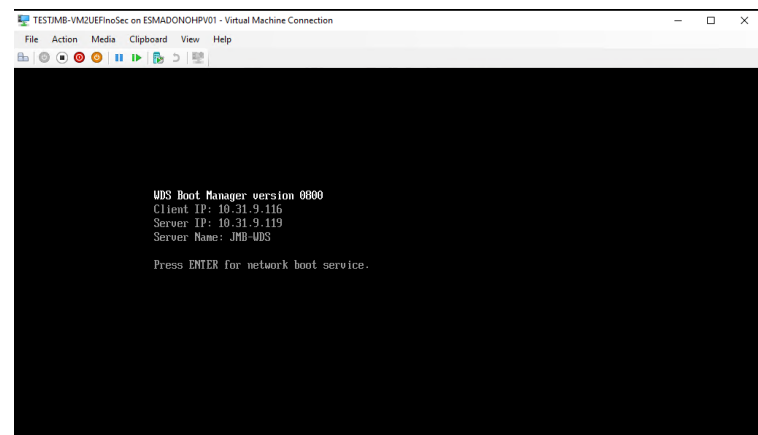 TESTJMB-VM2UEFInoSec on ESMADONOHPV01 - Virtual Machine Connection
File Action Media Clipboard View Help
WDS Boot Manager version 0800
Client IP: 10.31.9.116
Server IP: 10.31.9.119
Server Name: JMB-WDS
Press ENTER for network boot service.